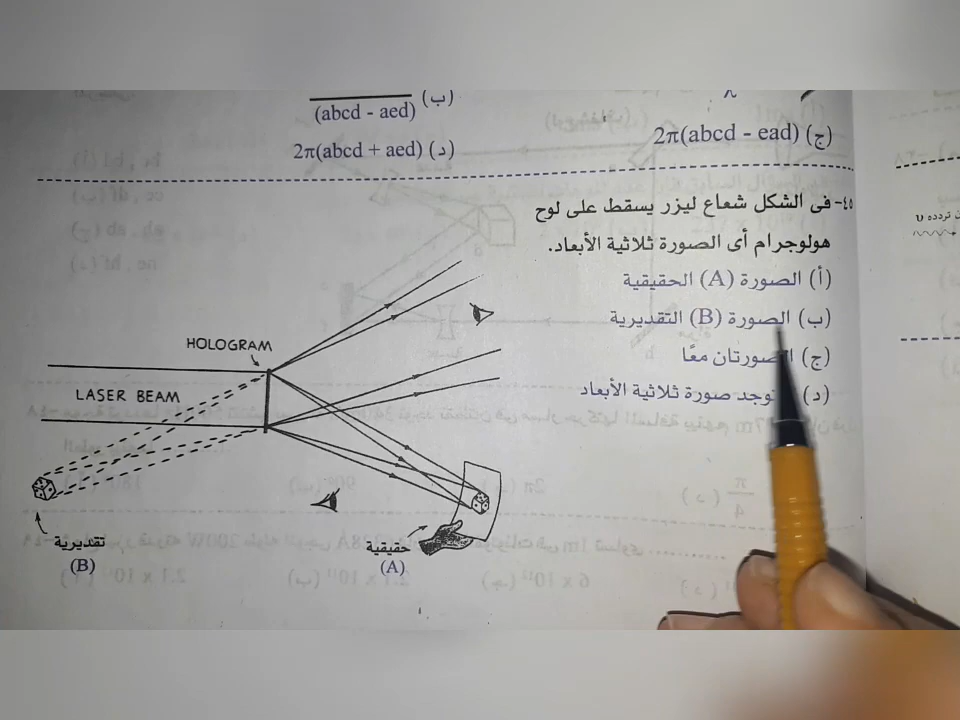 ب) (abcd - aed)
λ
ج) 2π(abcd - ead)
د) 2π(abcd + aed)
٤٥- فى الشكل شعاع ليزر يسقط على لوح
هولوجرام أى الصورة ثلاثية الأبعاد.
(أ) الصورة (A) الحقيقية
(ب) الصورة (B) التقديرية
(ج) الصورتان معًا
(د) توجد صورة ثلاثية الأبعاد
HOLOGRAM
LASER BEAM
تقديرية
(B)
حقيقية
(A)
تردده υ